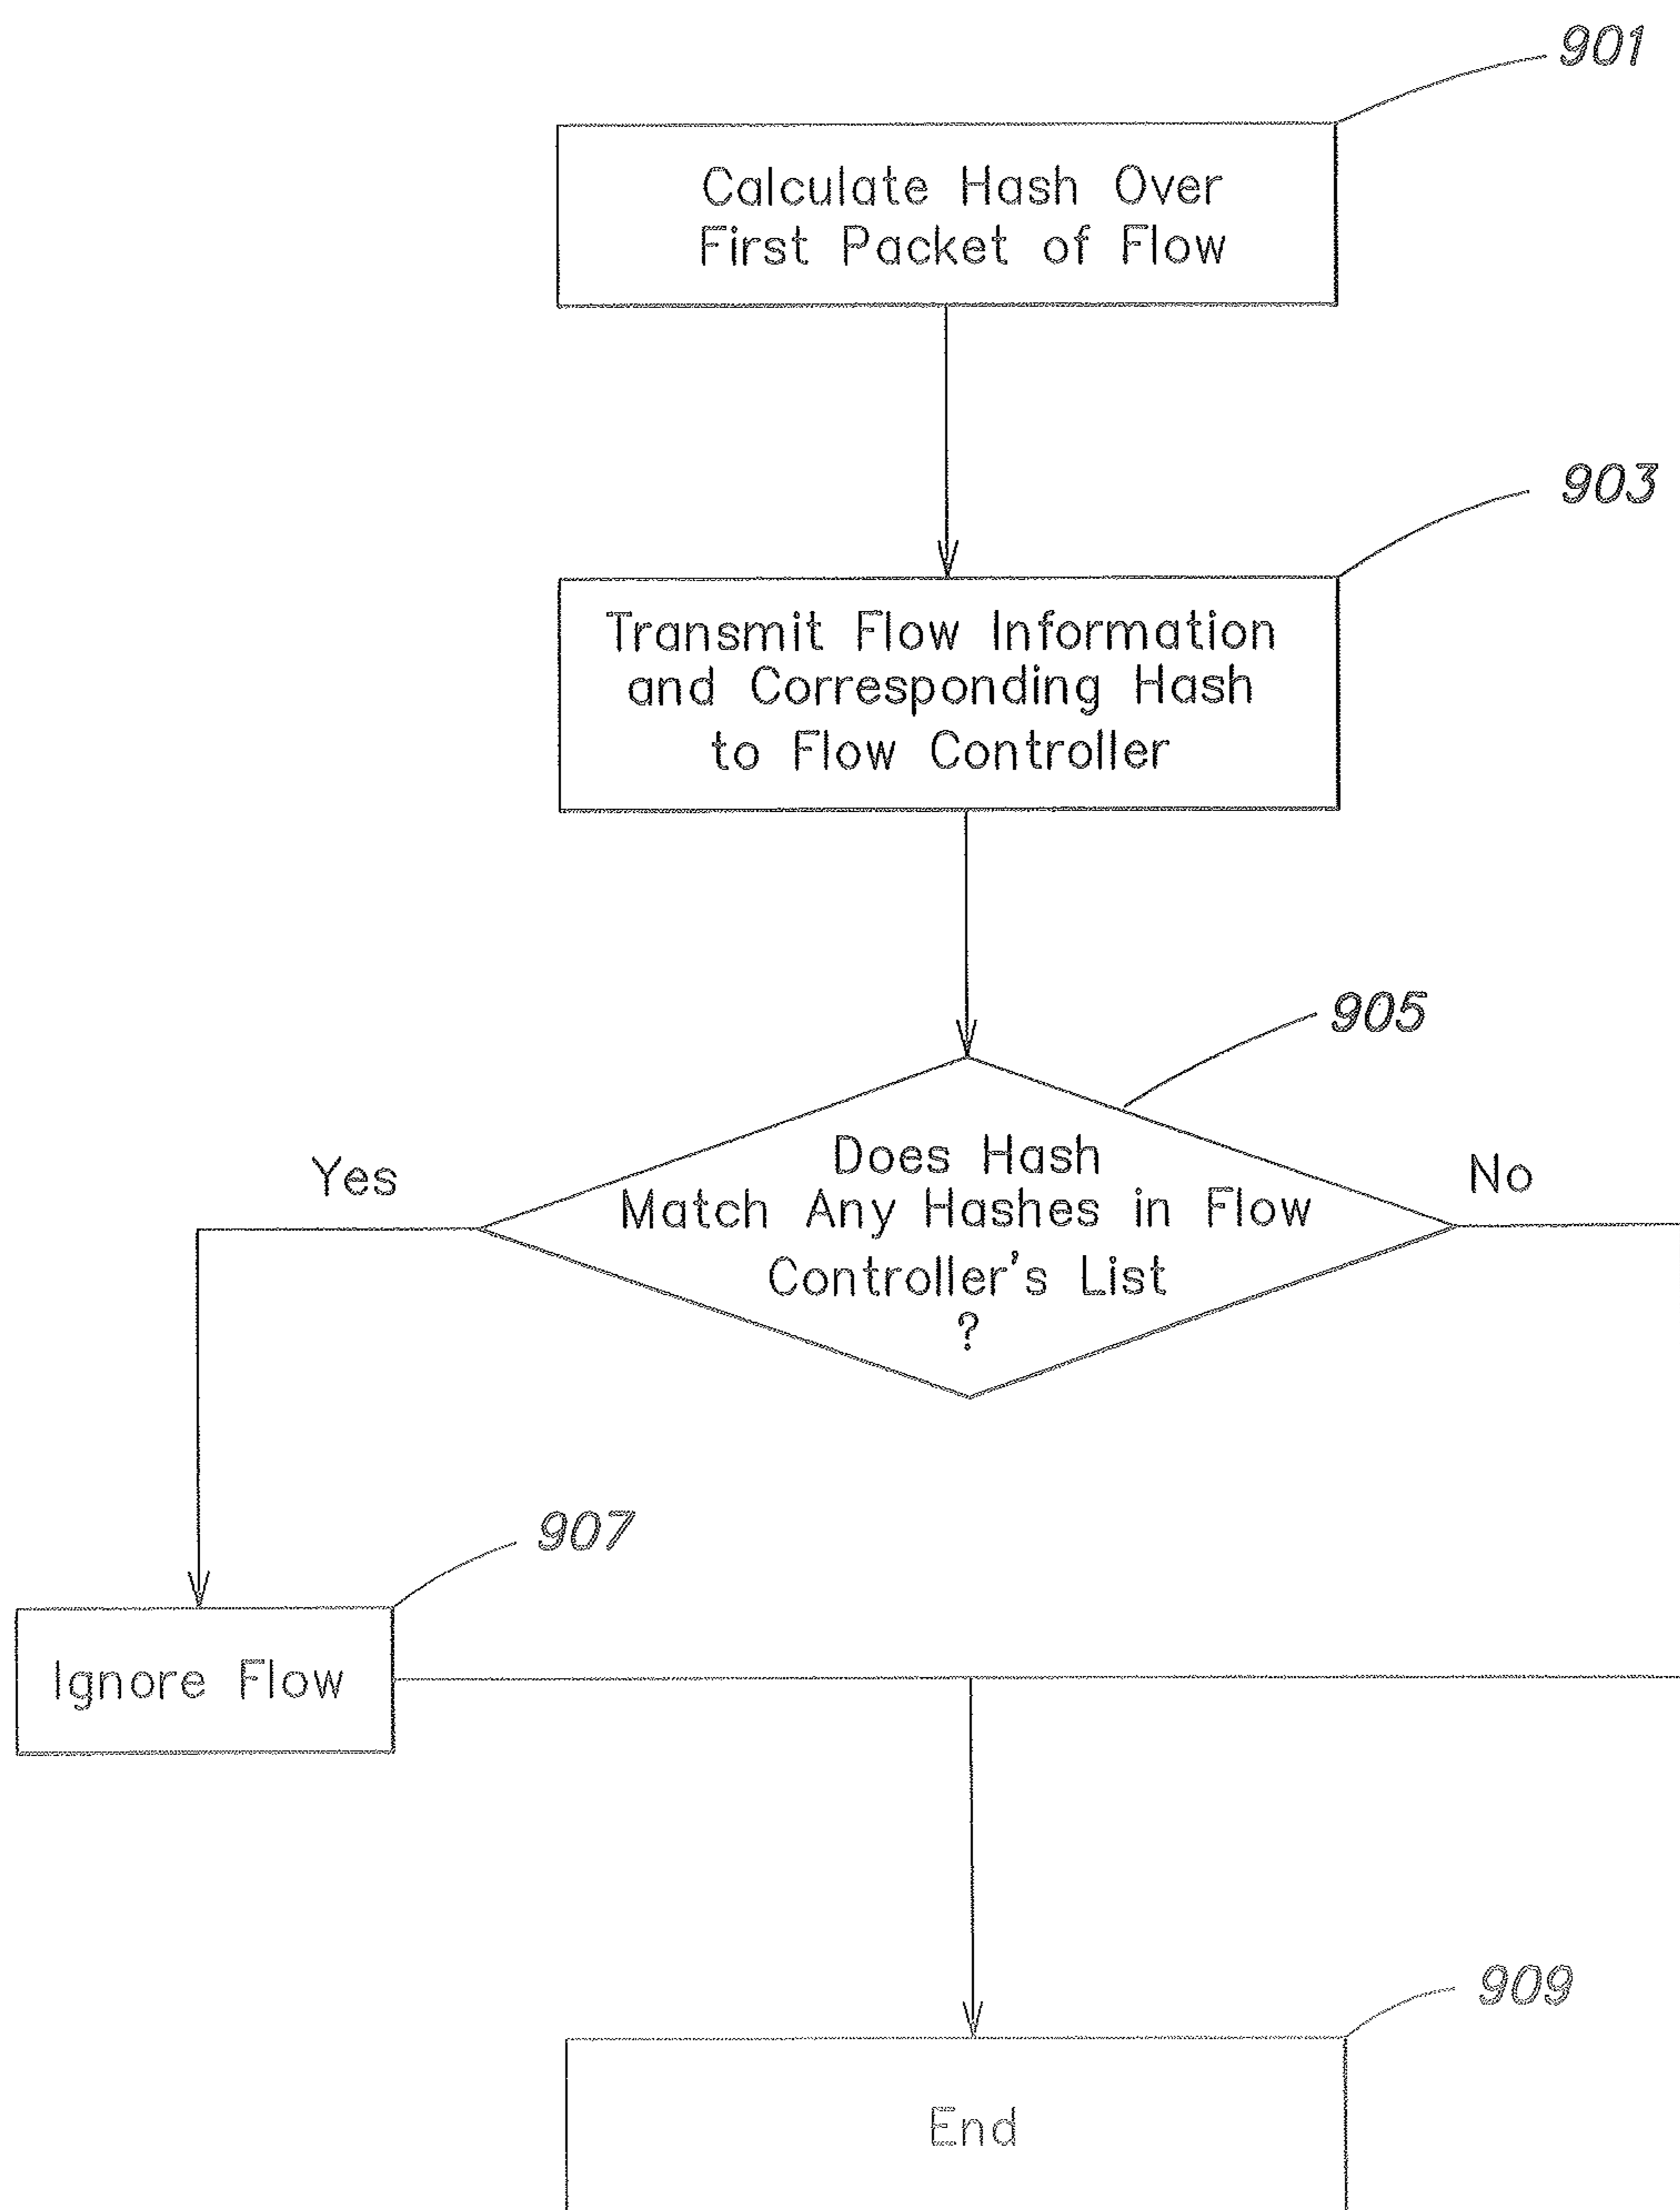 901
Calculate Hash Over
First Packet of Flow
903
Transmit Flow Information
and Corresponding Hash
to Flow Controller
905
Does Hash
Match Any Hashes in Flow
Controller's List
?
Yes
No
907
Ignore Flow
909
End